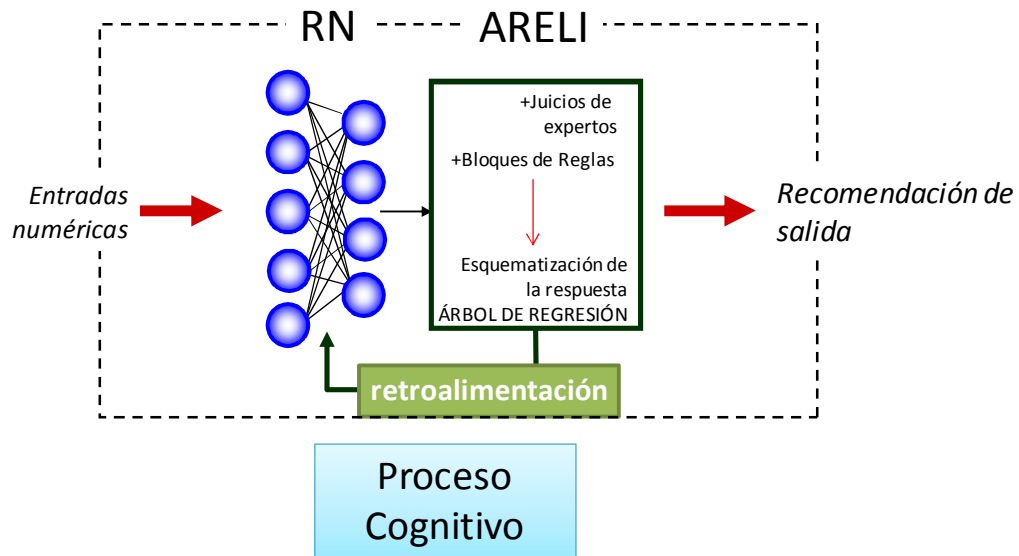 RN ARELI
+Juicios de
expertos
+Bloques de Reglas
Entradas
numéricas
Recomendación de
salida
Esquematización de
la respuesta
ÁRBOL DE REGRESIÓN
retroalimentación
Proceso
Cognitivo